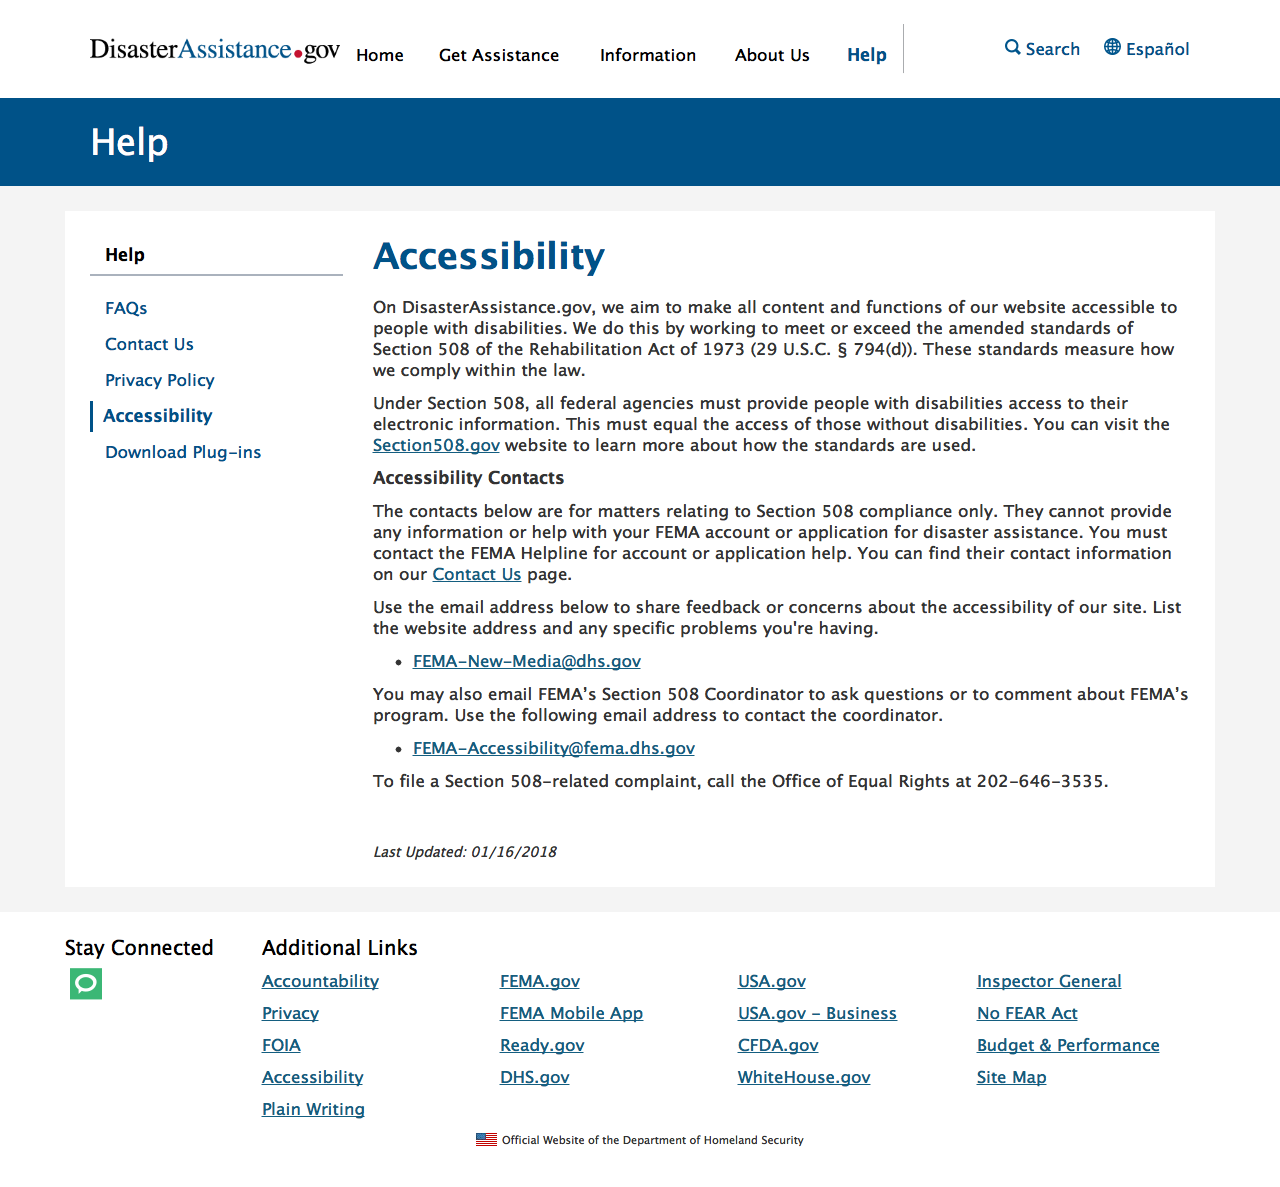 DisasterAssistance.gov
Home
Get Assistance
Information
About Us
Help
Search
Español
Help
Help
FAQs
Contact Us
Privacy Policy
Accessibility
Download Plug-ins
Accessibility
On DisasterAssistance.gov, we aim to make all content and functions of our website accessible to
people with disabilities. We do this by working to meet or exceed the amended standards of
Section 508 of the Rehabilitation Act of 1973 (29 U.S.C. § 794(d)). These standards measure how
we comply within the law.
Under Section 508, all federal agencies must provide people with disabilities access to their
electronic information. This must equal the access of those without disabilities. You can visit the
Section508.gov website to learn more about how the standards are used.
Accessibility Contacts
The contacts below are for matters relating to Section 508 compliance only. They cannot provide
any information or help with your FEMA account or application for disaster assistance. You must
contact the FEMA Helpline for account or application help. You can find their contact information
on our Contact Us page.
Use the email address below to share feedback or concerns about the accessibility of our site. List
the website address and any specific problems you're having.
• FEMA-New-Media@dhs.gov
You may also email FEMA’s Section 508 Coordinator to ask questions or to comment about FEMA’s
program. Use the following email address to contact the coordinator.
• FEMA-Accessibility@fema.dhs.gov
To file a Section 508-related complaint, call the Office of Equal Rights at 202-646-3535.
Last Updated: 01/16/2018
Stay Connected
Additional Links
Accountability
Privacy
FOIA
Accessibility
Plain Writing
FEMA.gov
FEMA Mobile App
Ready.gov
DHS.gov
USA.gov
USA.gov - Business
CFDA.gov
WhiteHouse.gov
Inspector General
No FEAR Act
Budget & Performance
Site Map
Official Website of the Department of Homeland Security